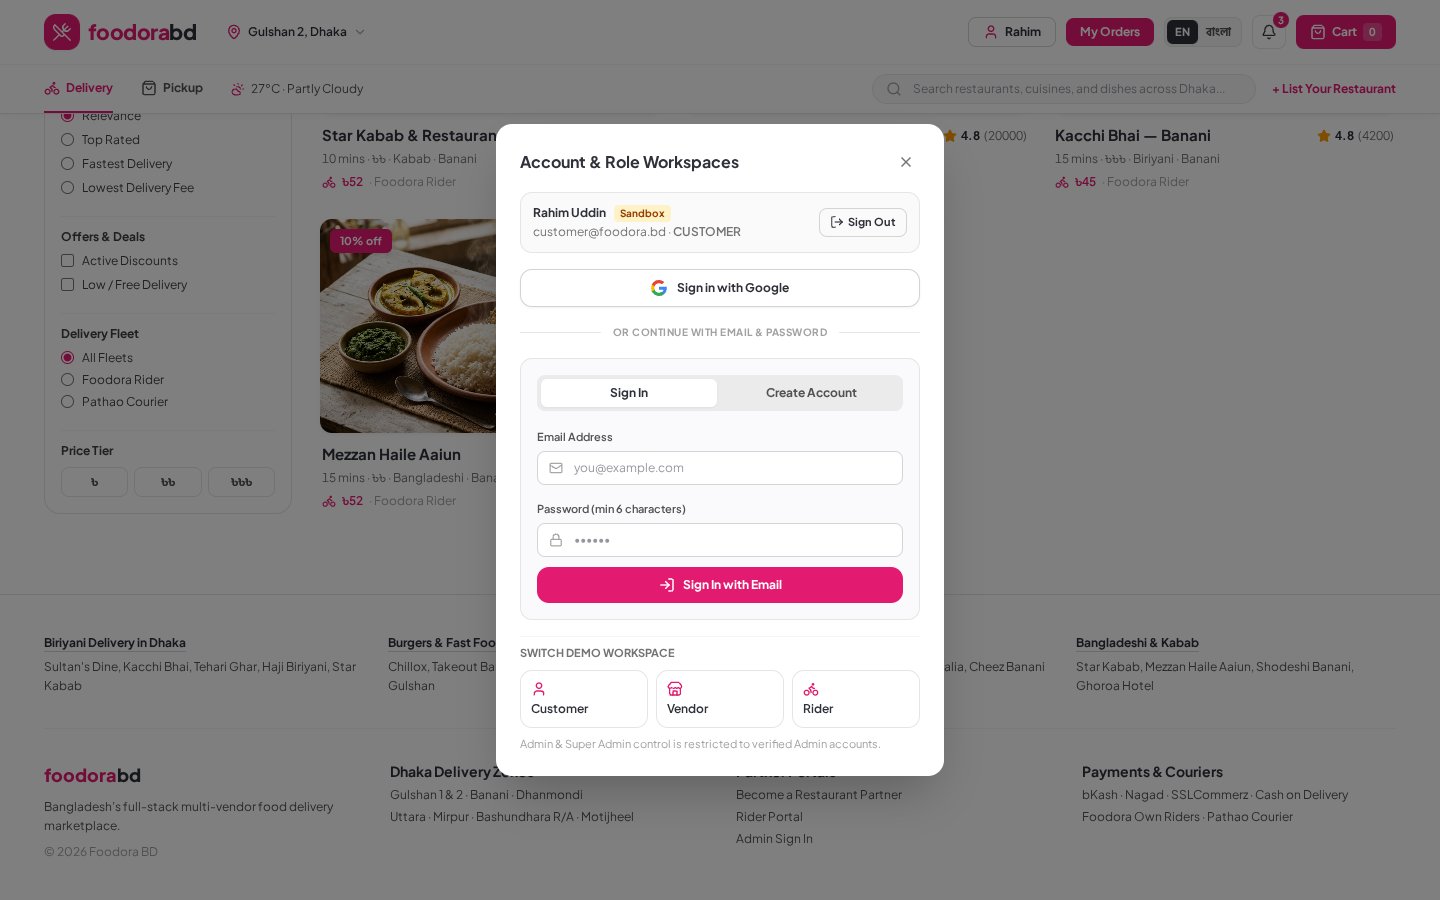 foodorabd
Gulshan 2, Dhaka
Rahim
My Orders
EN
বাংলা
3
Cart 0
Delivery
Pickup
27°C · Partly Cloudy
Search restaurants, cuisines, and dishes across Dhaka...
+ List Your Restaurant
Relevance
Top Rated
Fastest Delivery
Lowest Delivery Fee
Offers & Deals
Active Discounts
Low / Free Delivery
Delivery Fleet
All Fleets
Foodora Rider
Pathao Courier
Price Tier
৳
৳৳
৳৳৳
Star Kabab & Restauran
10 mins · ৳৳ · Kabab · Banani
৳52 · Foodora Rider
4.8 (20000)
Kacchi Bhai — Banani
4.8 (4200)
15 mins · ৳৳৳ · Biriyani · Banani
৳45 · Foodora Rider
10% off
Mezzan Haile Aaiun
15 mins · ৳৳ · Bangladeshi · Bana
৳52 · Foodora Rider
Account & Role Workspaces
Rahim Uddin Sandbox
customer@foodora.bd · CUSTOMER
Sign Out
Sign in with Google
OR CONTINUE WITH EMAIL & PASSWORD
Sign In
Create Account
Email Address
you@example.com
Password (min 6 characters)
••••••
Sign In with Email
SWITCH DEMO WORKSPACE
Customer
Vendor
Rider
Admin & Super Admin control is restricted to verified Admin accounts.
Biriyani Delivery in Dhaka
Sultan's Dine, Kacchi Bhai, Tehari Ghar, Haji Biriyani, Star
Kabab
Burgers & Fast Foo
Chillox, Takeout Ba
Gulshan
alia, Cheez Banani
Bangladeshi & Kabab
Star Kabab, Mezzan Haile Aaiun, Shodeshi Banani,
Ghoroa Hotel
foodorabd
Bangladesh's full-stack multi-vendor food delivery
marketplace.
© 2026 Foodora BD
Dhaka Delivery Zones
Gulshan 1 & 2 · Banani · Dhanmondi
Uttara · Mirpur · Bashundhara R/A · Motijheel
Partner Portals
Become a Restaurant Partner
Rider Portal
Admin Sign In
Payments & Couriers
bKash · Nagad · SSLCommerz · Cash on Delivery
Foodora Own Riders · Pathao Courier